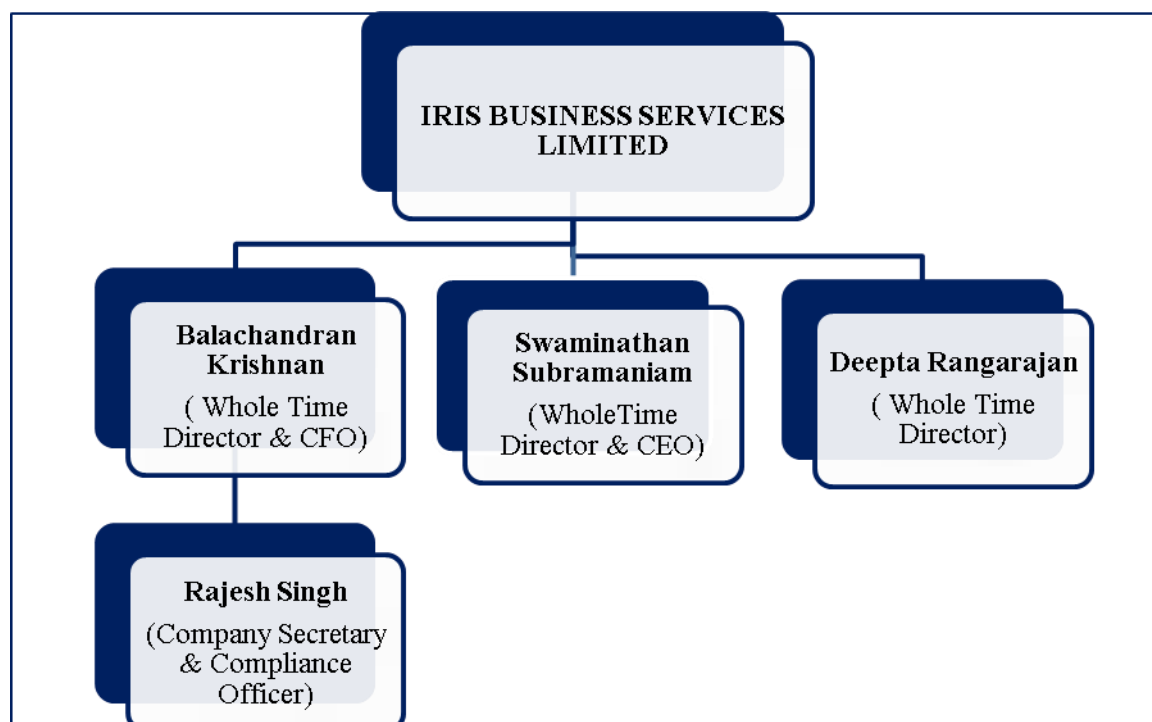 IRIS BUSINESS SERVICES
LIMITED
Balachandran
Krishnan
( Whole Time
Director & CFO)
Swaminathan
Subramaniam
(WholeTime
Director & CEO)
Deepta Rangarajan
( Whole Time
Director)
Rajesh Singh
(Company Secretary
& Compliance
Officer)